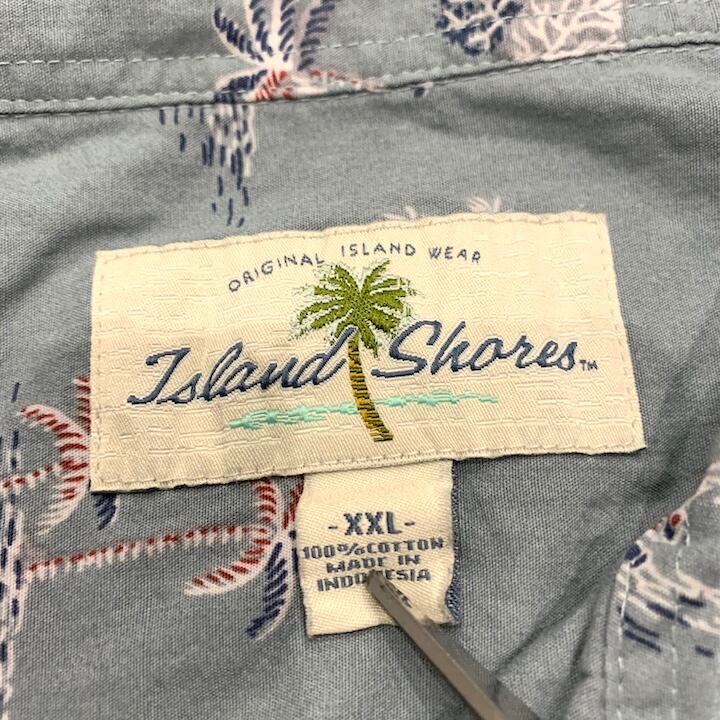 ORIGINAL ISLAND WEAR
Island Shores™
-XXL-
100%COTTON
MADE IN
INDONESIA